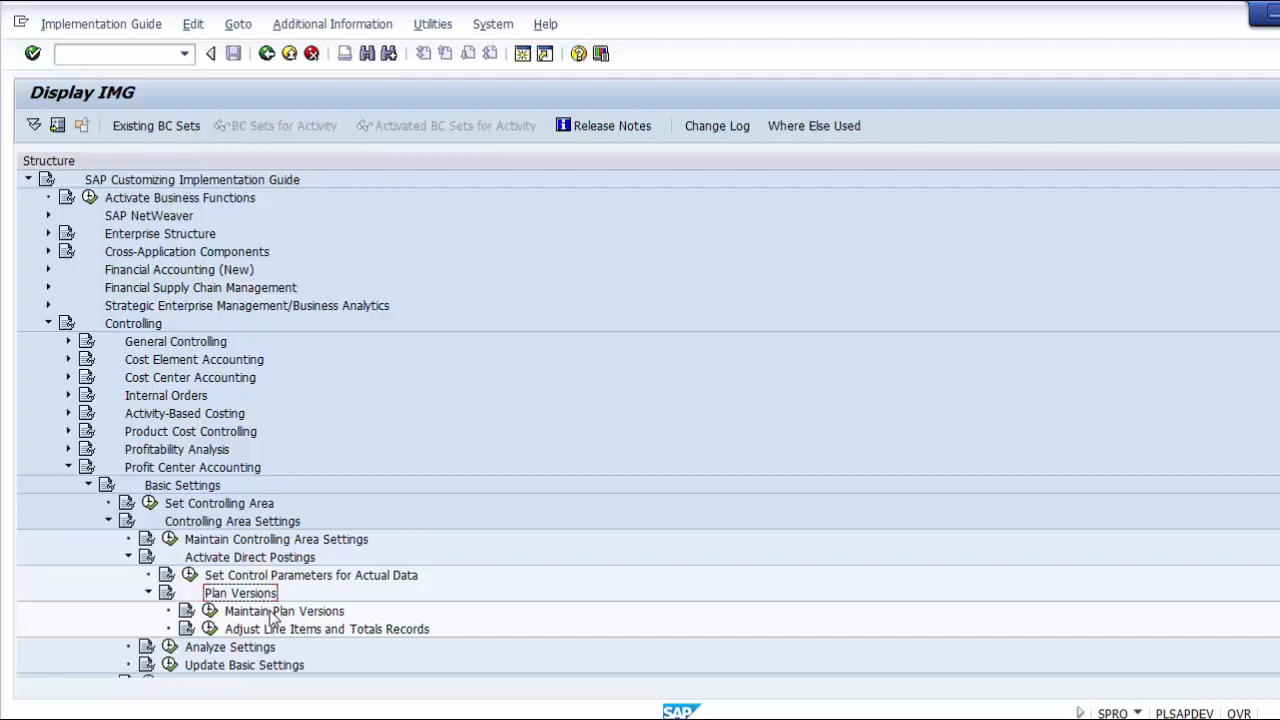 Implementation Guide Edit Goto Additional Information Utilities System Help
Display IMG
Existing BC Sets BC Sets for Activity Activated BC Sets for Activity Release Notes Change Log Where Else Used
Structure
SAP Customizing Implementation Guide
Activate Business Functions
SAP NetWeaver
Enterprise Structure
Cross-Application Components
Financial Accounting (New)
Financial Supply Chain Management
Strategic Enterprise Management/Business Analytics
Controlling
General Controlling
Cost Element Accounting
Cost Center Accounting
Internal Orders
Activity-Based Costing
Product Cost Controlling
Profitability Analysis
Profit Center Accounting
Basic Settings
Set Controlling Area
Controlling Area Settings
Maintain Controlling Area Settings
Activate Direct Postings
Set Control Parameters for Actual Data
Plan Versions
Maintain Plan Versions
Adjust Line Items and Totals Records
Analyze Settings
Update Basic Settings
SAP SPRO PLSAPDEV OVR